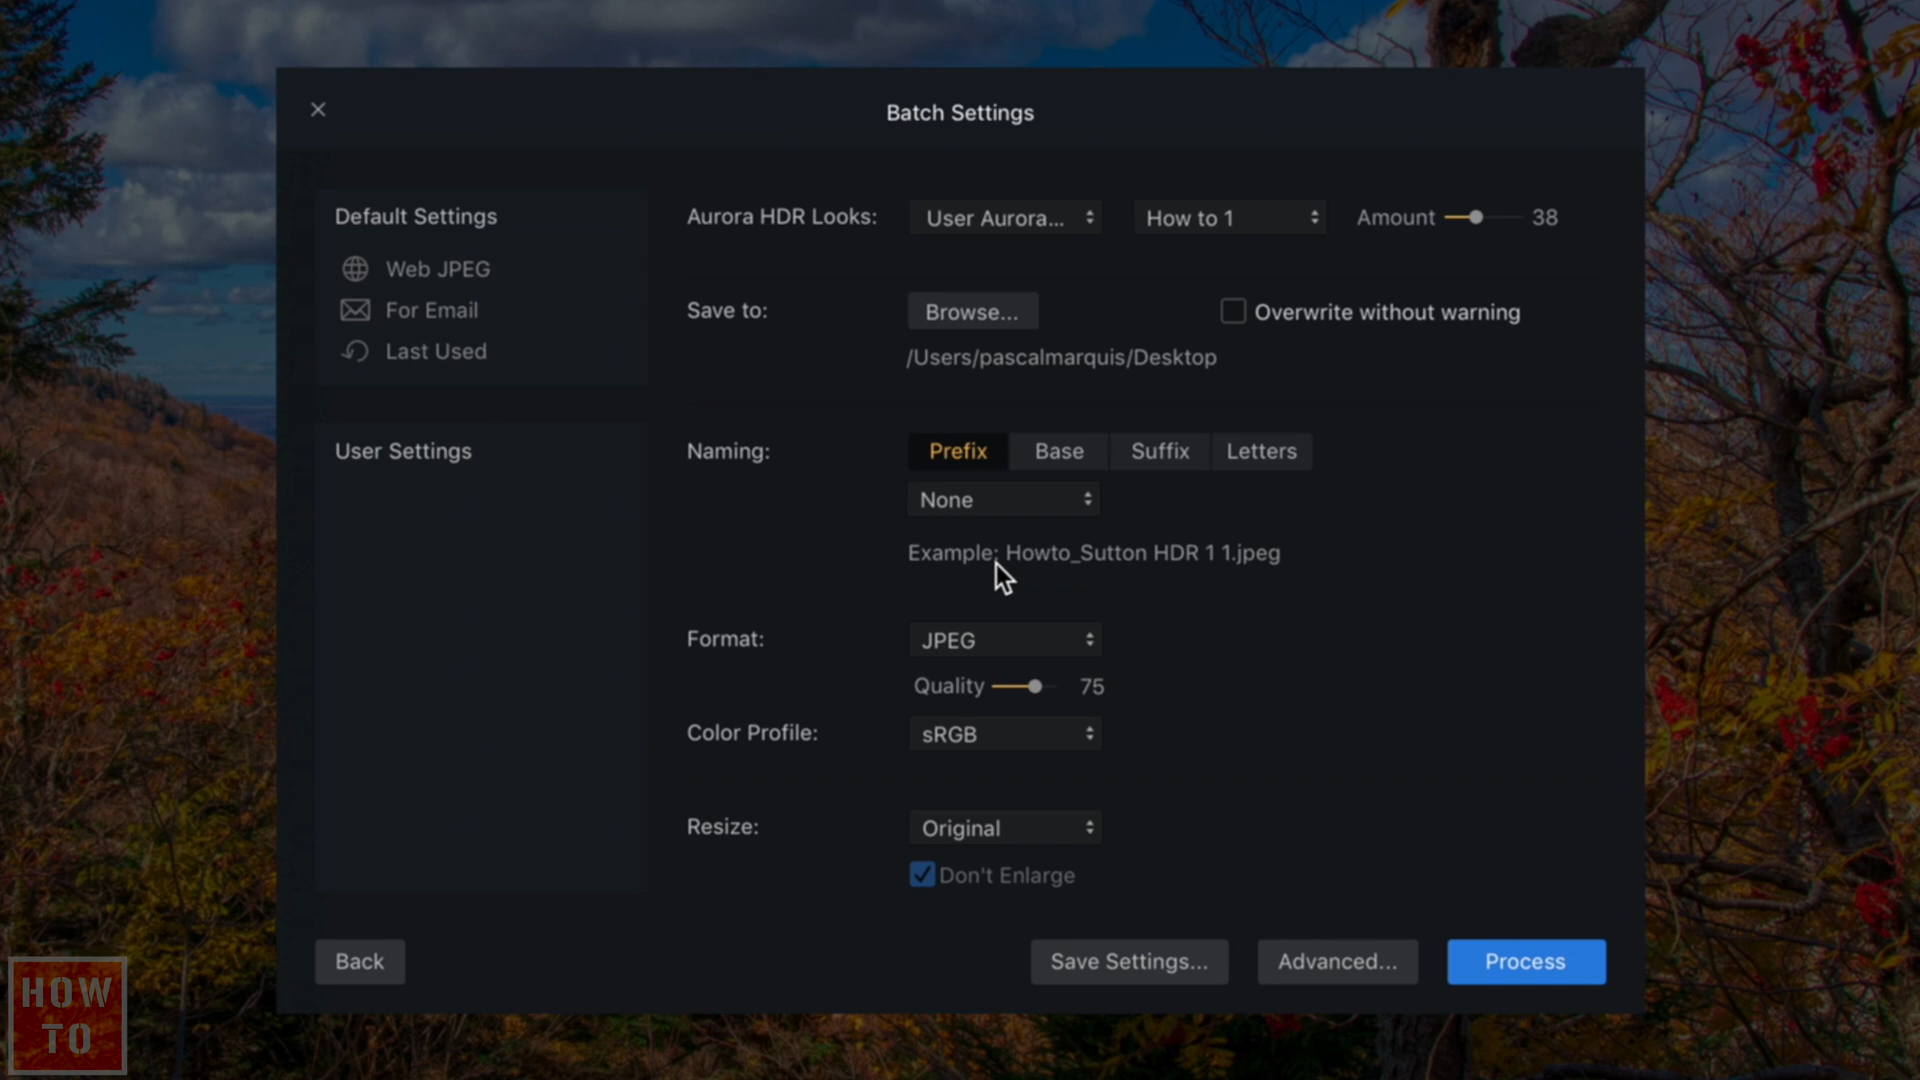 Batch Settings
Default Settings
Web JPEG
For Email
Last Used
User Settings
Aurora HDR Looks: User Aurora... How to 1 Amount 38
Save to: Browse... Overwrite without warning
/Users/pascalmarquis/Desktop
Naming: Prefix Base Suffix Letters
None
Example: Howto_Sutton HDR 1 1.jpeg
Format: JPEG
Quality 75
Color Profile: sRGB
Resize: Original
Don't Enlarge
Back Save Settings... Advanced... Process
HOW
TO